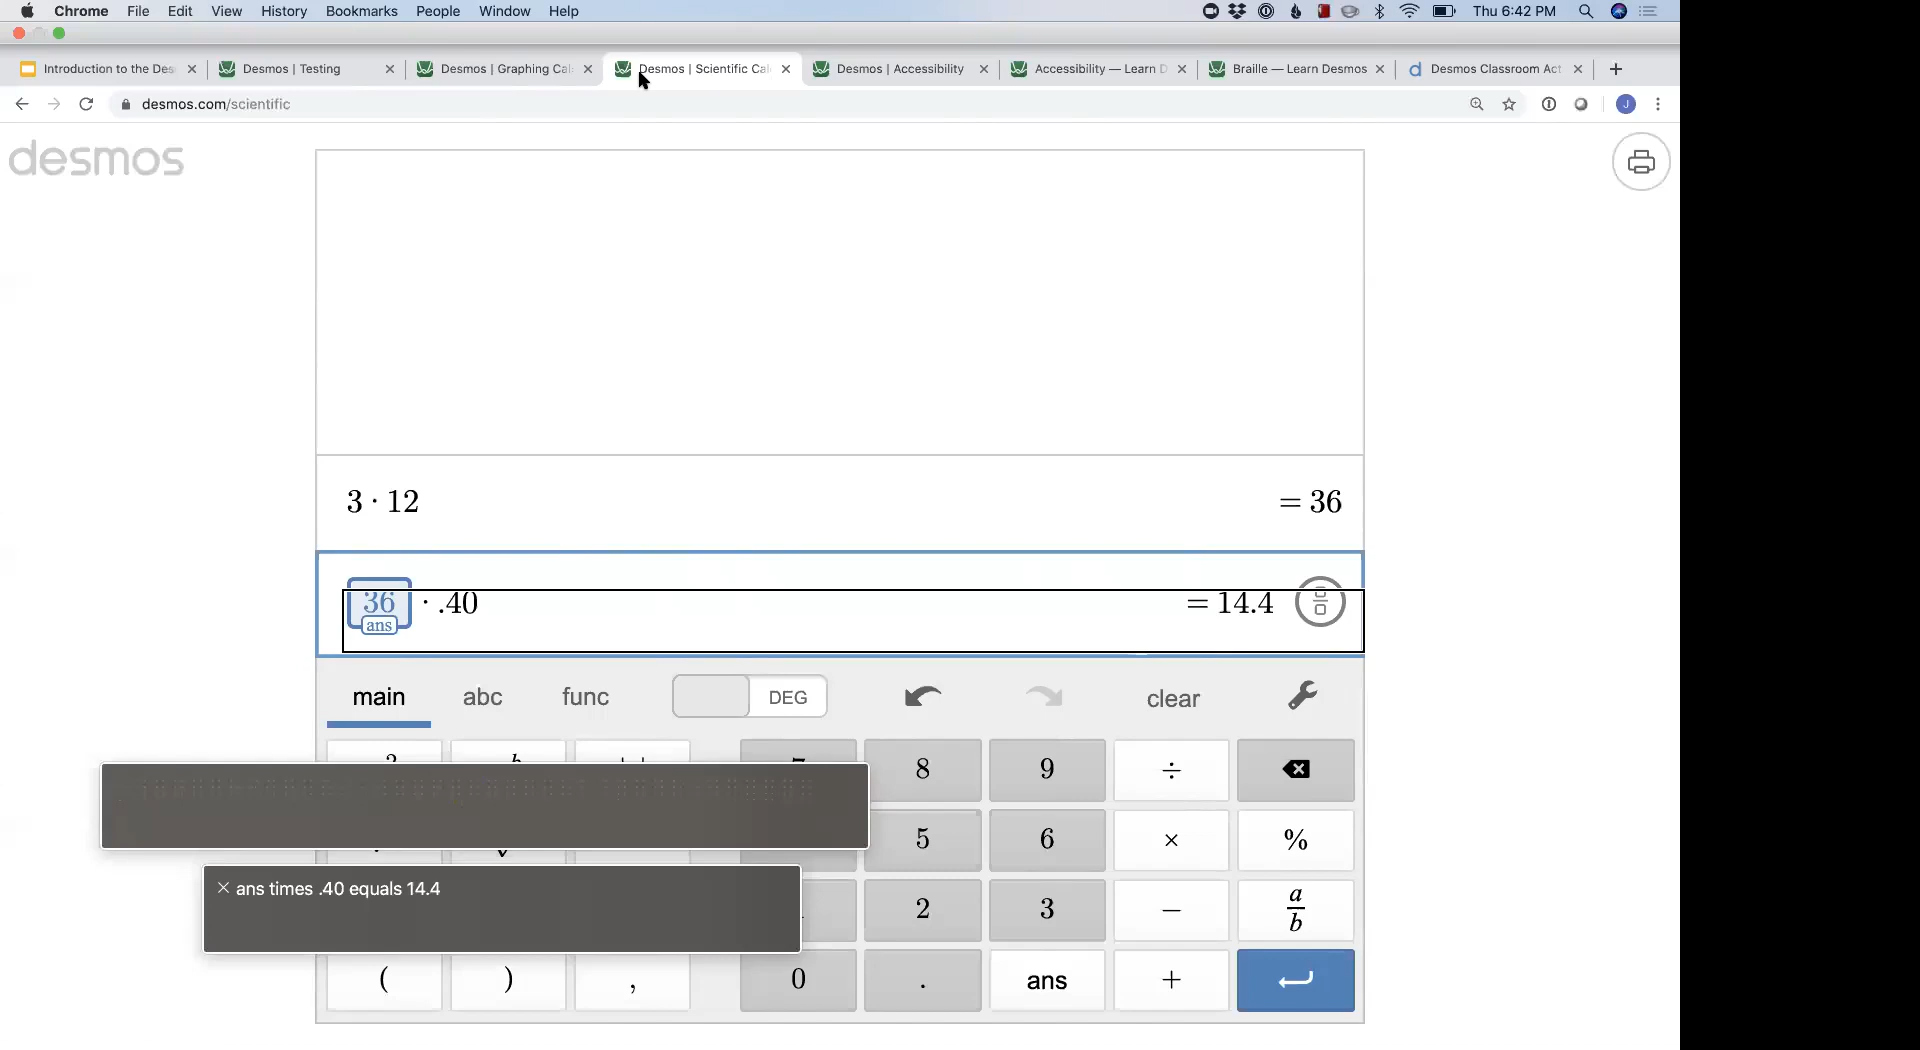 Chrome File Edit View History Bookmarks People Window Help Thu 6:42 PM
Introduction to the Des Desmos | Testing Desmos | Graphing Cal Desmos | Scientific Cal Desmos | Accessibility Accessibility — Learn D Braille — Learn Desmos Desmos Classroom Act
desmos.com/scientific J
desmos
3 · 12 = 36
36 · .40 = 14.4
ans
main abc func DEG clear
8 9 ÷
5 6 × %
× ans times .40 equals 14.4
2 3 − a/b
( ) , 0 . ans +